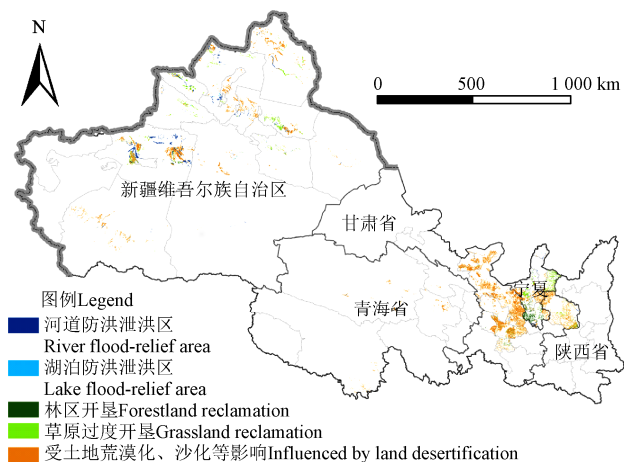 N
0 500 1 000 km
新疆维吾尔族自治区
甘肃省
宁夏
青海省
陕西省
图例Legend
河道防洪泄洪区
River flood-relief area
湖泊防洪泄洪区
Lake flood-relief area
林区开垦Forestland reclamation
草原过度开垦Grassland reclamation
受土地荒漠化、沙化等影响Influenced by land desertification